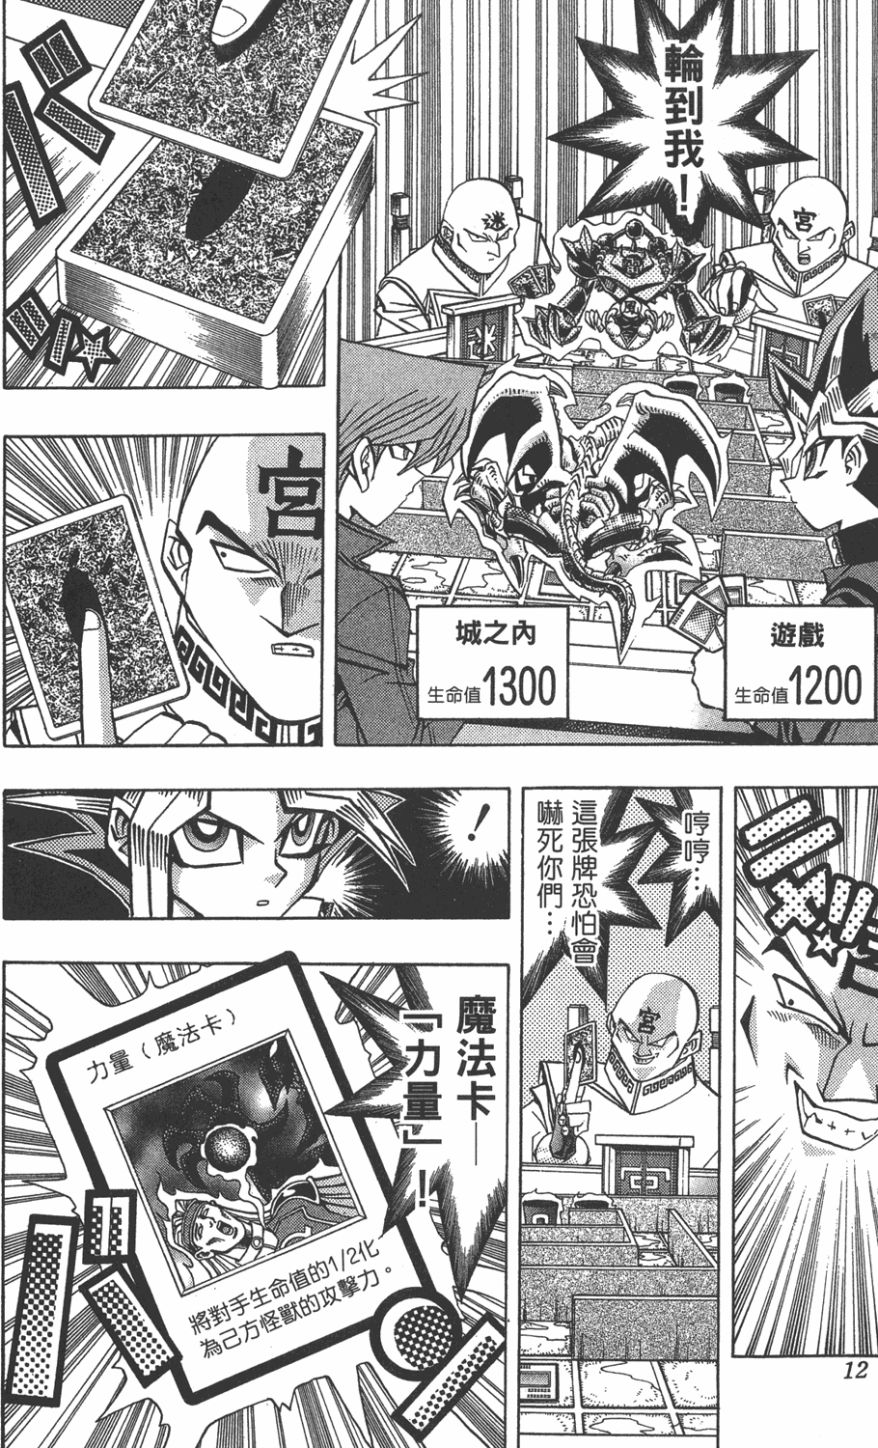 輪到我！
迷
宮
城之內
生命值1300
遊戲
生命值1200
宮
哼哼…
這張牌恐怕會
嚇死你們…
宮
！
魔法卡—
「力量」！
力量（魔法卡）
將對手生命值的1/2化
為己方怪獸的攻擊力。
12